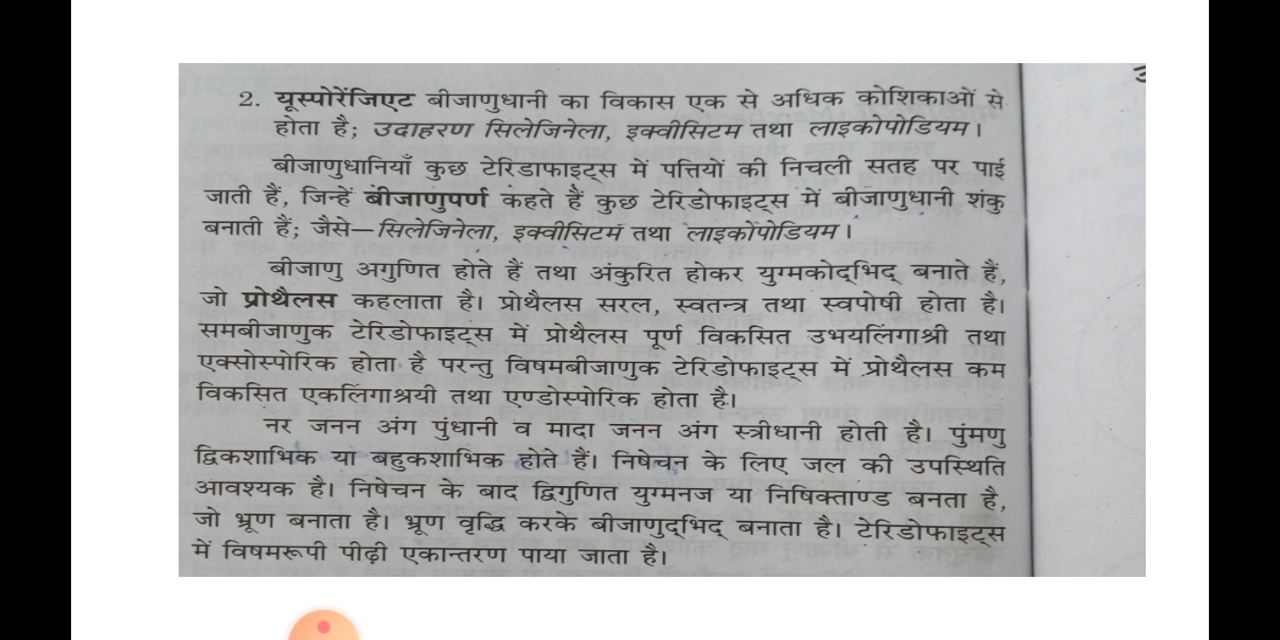 2. यूस्पोरेंजिएट बीजाणुधानी का विकास एक से अधिक कोशिकाओं से
होता है; उदाहरण सिलेजिनेला, इक्वीसिटम तथा लाइकोपोडियम।
बीजाणुधानियाँ कुछ टेरिडाफाइट्स में पत्तियों की निचली सतह पर पाई
जाती हैं, जिन्हें बीजाणुपर्ण कहते हैं कुछ टेरिडोफाइट्स में बीजाणुधानी शंकु
बनाती हैं; जैसे—सिलेजिनेला, इक्वीसिटम तथा लाइकोपोडियम।
बीजाणु अगुणित होते हैं तथा अंकुरित होकर युग्मकोद्भिद् बनाते हैं,
जो प्रोथैलस कहलाता है। प्रोथैलस सरल, स्वतन्त्र तथा स्वपोषी होता है।
समबीजाणुक टेरिडोफाइट्स में प्रोथैलस पूर्ण विकसित उभयलिंगाश्री तथा
एक्सोस्पोरिक होता है परन्तु विषमबीजाणुक टेरिडोफाइट्स में प्रोथैलस कम
विकसित एकलिंगाश्रयी तथा एण्डोस्पोरिक होता है।
नर जनन अंग पुंधानी व मादा जनन अंग स्त्रीधानी होती है। पुंमणु
द्विकशाभिक या बहुकशाभिक होते हैं। निषेचन के लिए जल की उपस्थिति
आवश्यक है। निषेचन के बाद द्विगुणित युग्मनज या निषिक्ताण्ड बनता है,
जो भ्रूण बनाता है। भ्रूण वृद्धि करके बीजाणुद्भिद् बनाता है। टेरिडोफाइट्स
में विषमरूपी पीढ़ी एकान्तरण पाया जाता है।